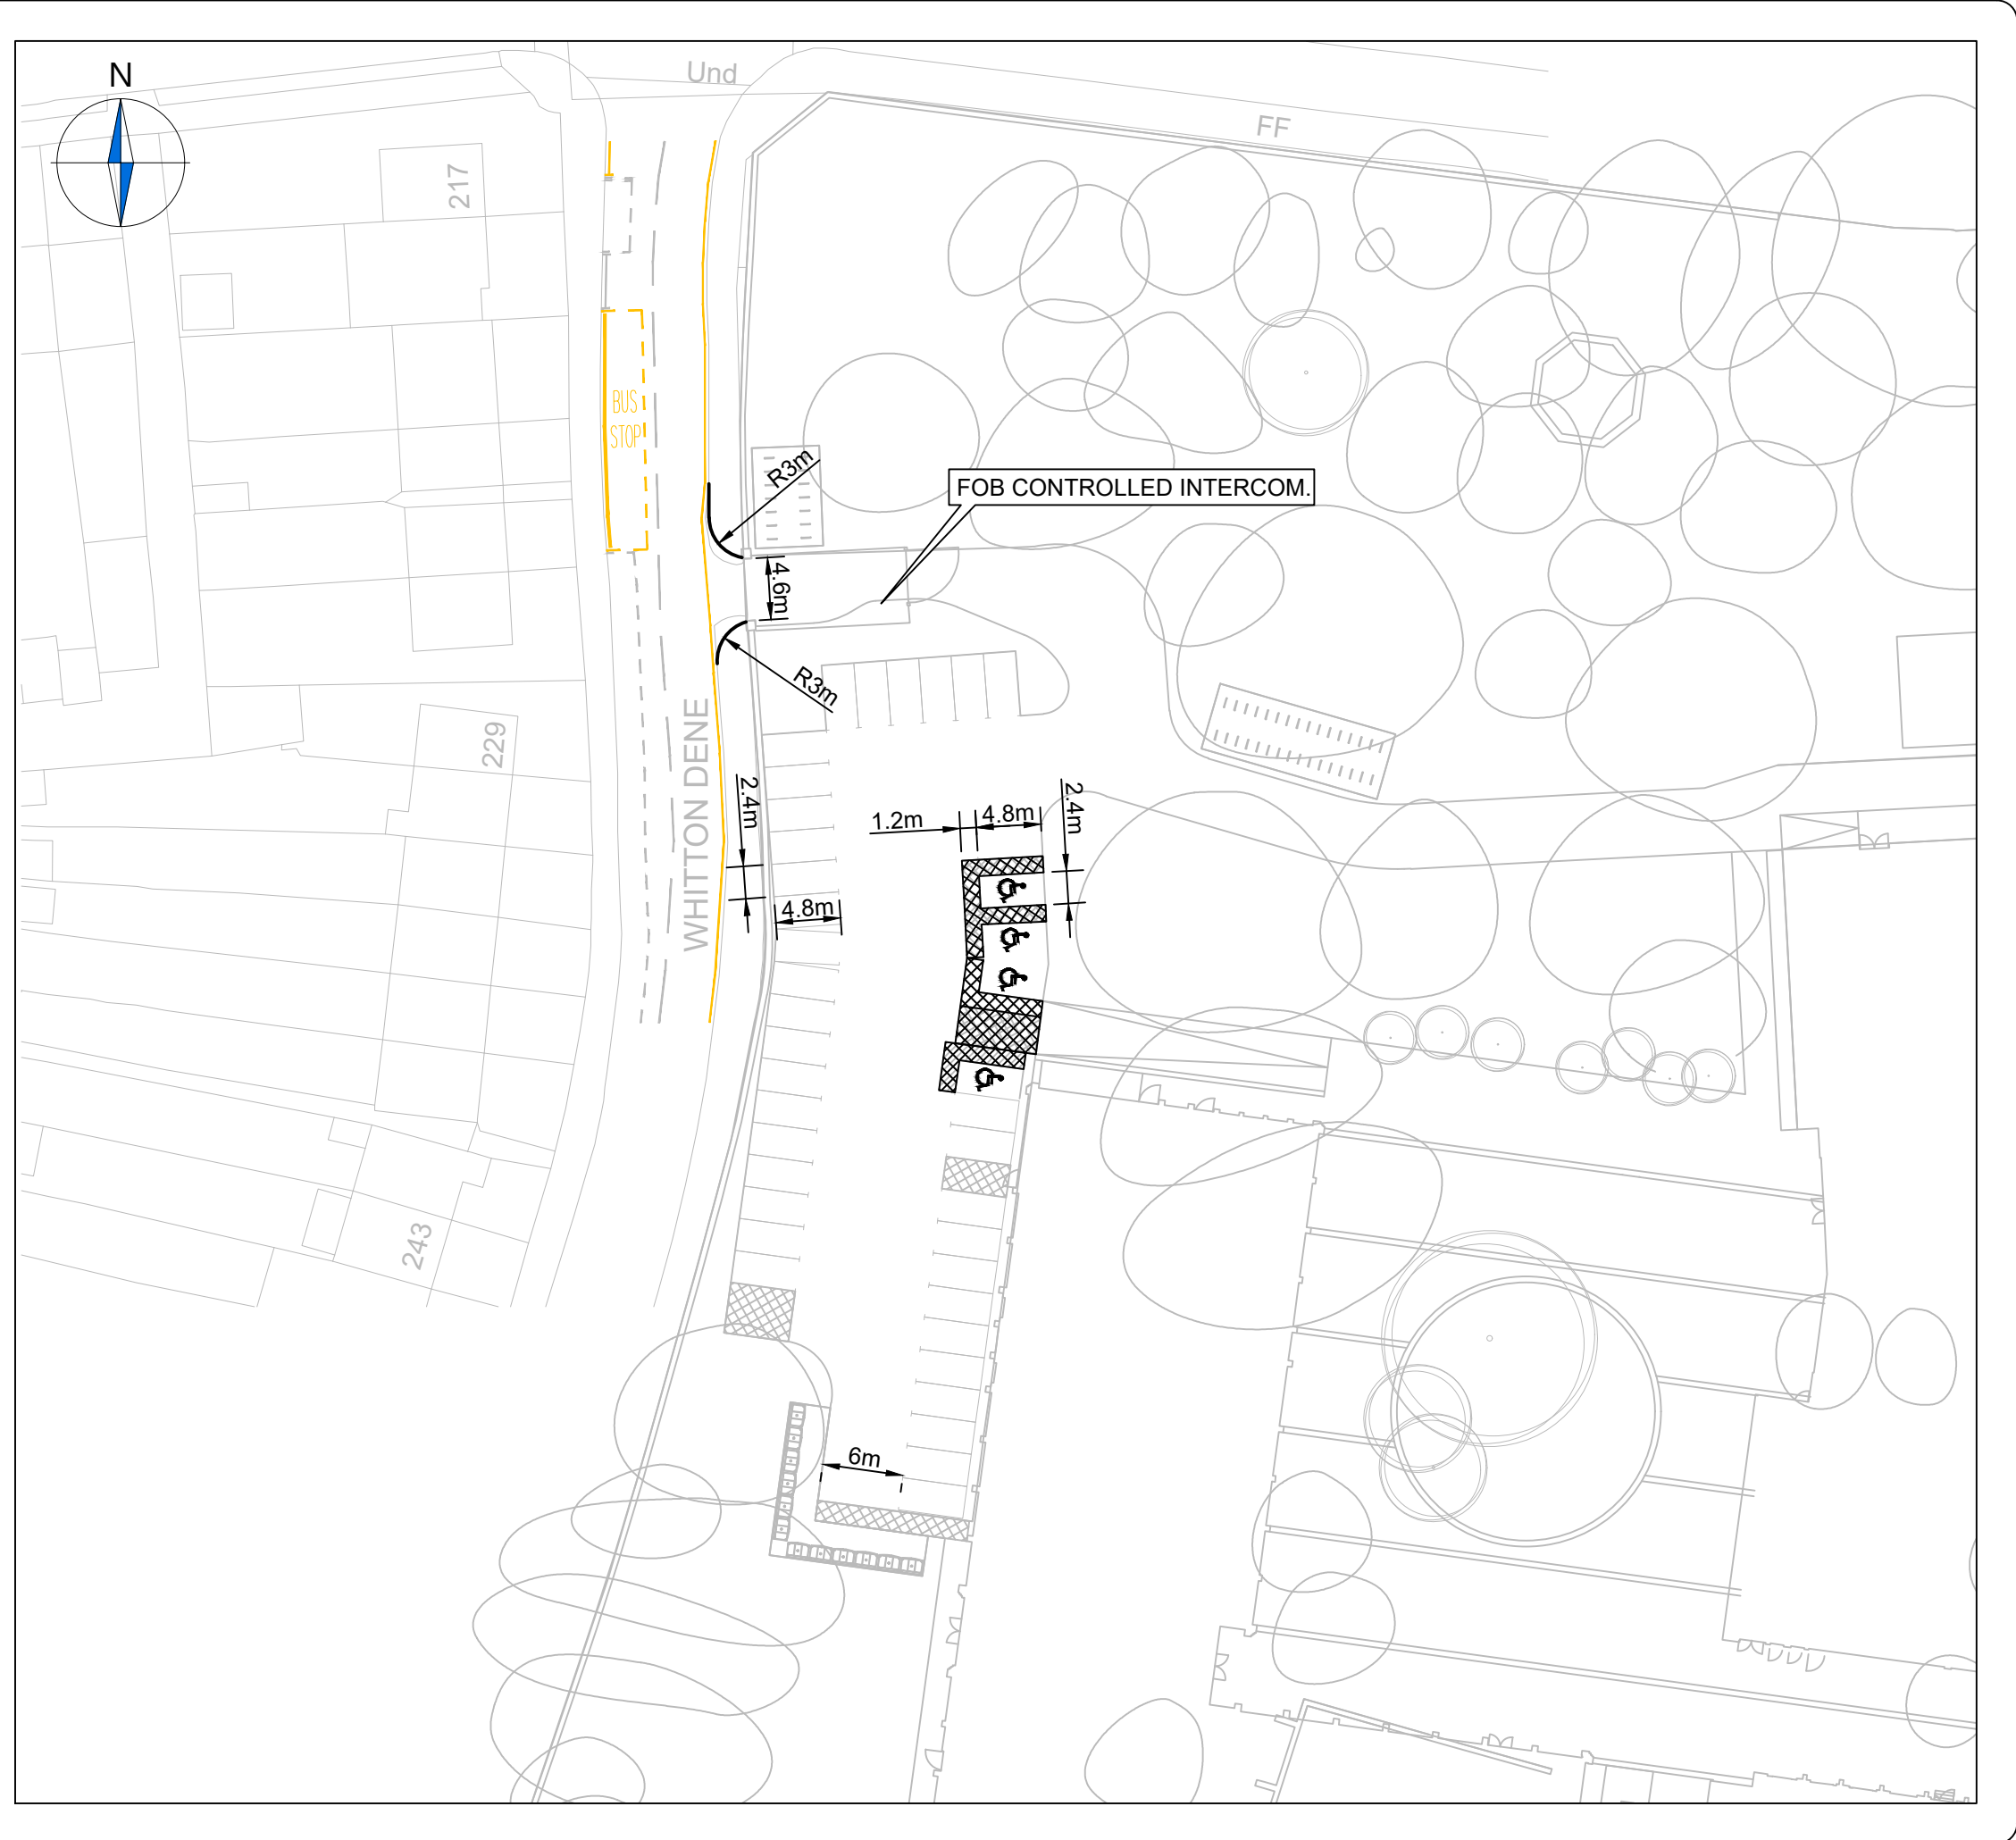 N
Und
FF
217
BUS
STOP
R3m
FOB CONTROLLED INTERCOM.
4.6m
R3m
229
WHITTON DENE
2.4m
1.2m
4.8m
2.4m
4.8m
243
6m